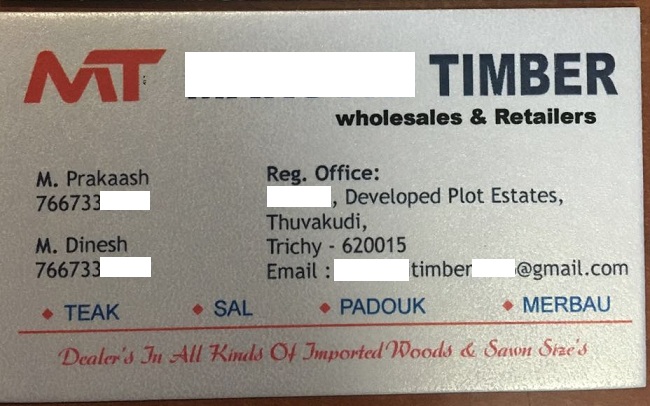 MT TIMBER
wholesales & Retailers
M. Prakaash
766733
M. Dinesh
766733
Reg. Office:
, Developed Plot Estates,
Thuvakudi,
Trichy - 620015
Email : timber @gmail.com
TEAK SAL PADOUK MERBAU
Dealer's In All Kinds Of Imported Woods & Sawn Size's